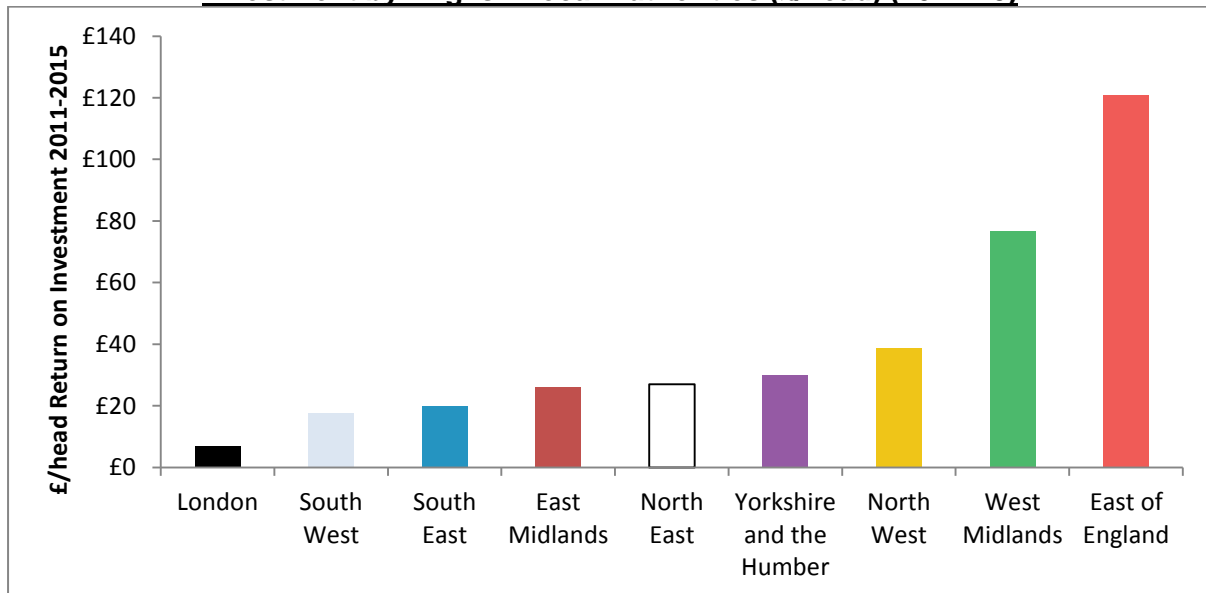 £/head Return on Investment 2011-2015
£140
£120
£100
£80
£60
£40
£20
£0
London
South
West
South
East
East
Midlands
North
East
Yorkshire
and the
Humber
North
West
West
Midlands
East of
England